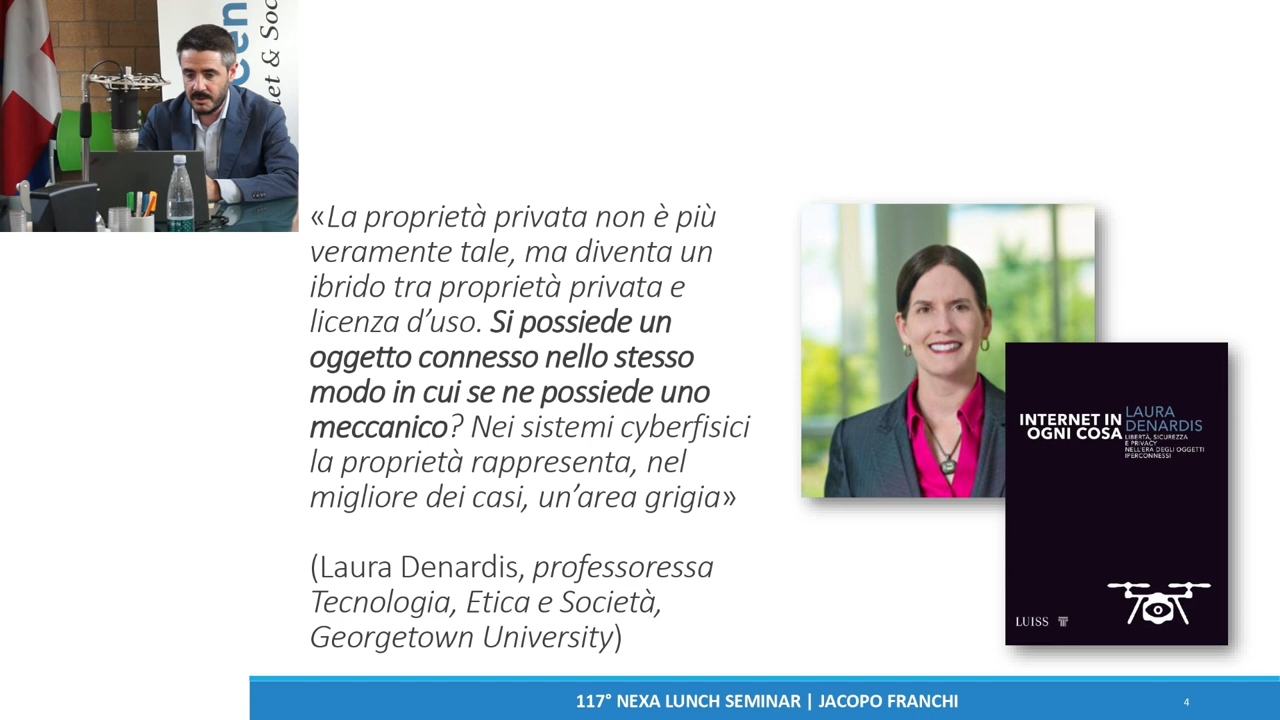 cen
et & Soc
«La proprietà privata non è più
veramente tale, ma diventa un
ibrido tra proprietà privata e
licenza d'uso. Si possiede un
oggetto connesso nello stesso
modo in cui se ne possiede uno
meccanico? Nei sistemi cyberfisici
la proprietà rappresenta, nel
migliore dei casi, un'area grigia»
(Laura Denardis, professoressa
Tecnologia, Etica e Società,
Georgetown University)
INTERNET IN
OGNI COSA
LAURA
DENARDIS
LIBERTÀ, SICUREZZA
E PRIVACY
NELL'ERA DEGLI OGGETTI
IPERCONNESSI
LUISS
117° NEXA LUNCH SEMINAR | JACOPO FRANCHI
4